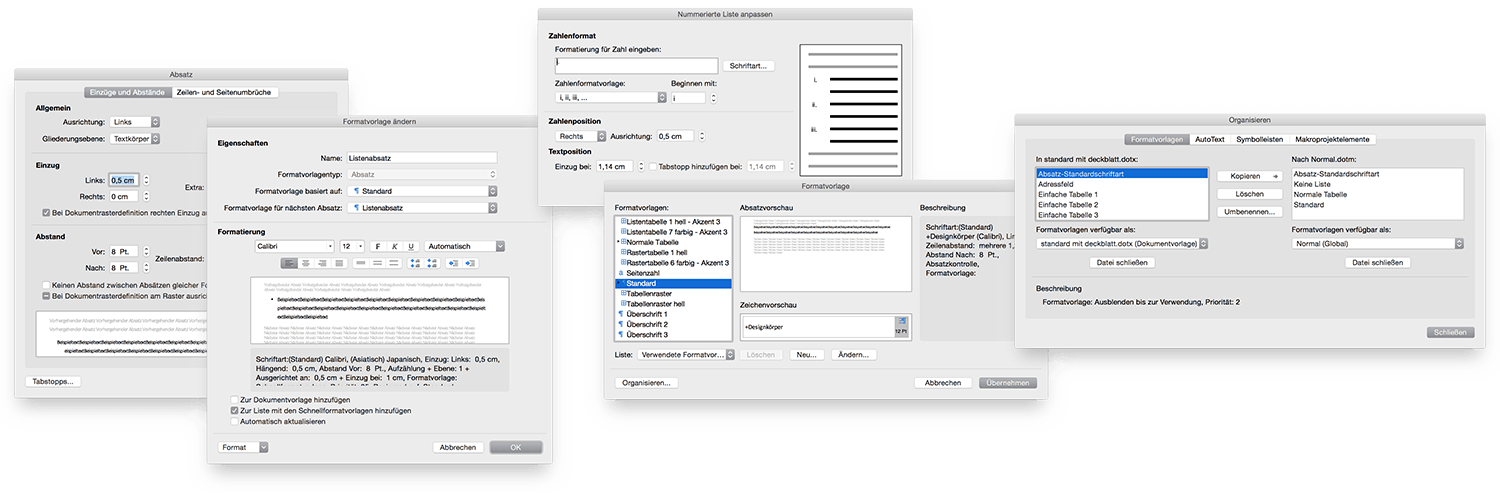 Absatz
Einzüge und Abstände
Zeilen- und Seitenumbrüche
Allgemein
Ausrichtung: Links
Gliederungsebene: Textkörper
Einzug
Links: 0,5 cm
Rechts: 0 cm
Extra:
Bei Dokumentrasterdefinition rechten Einzug
Abstand
Vor: 8 Pt.
Nach: 8 Pt.
Zeilenabstand:
Keinen Abstand zwischen Absätzen gleicher
Bei Dokumentrasterdefinition am Raster
Tabstoppe...
Formatvorlage ändern
Eigenschaften
Name: Listenabsatz
Formatvorlagentyp: Absatz
Formatvorlage basiert auf: Standard
Formatvorlage für nächsten Absatz: Listenabsatz
Formatierung
Calibri 12 F K U Automatisch
Schriftart:(Standard) Calibri, (Asiatisch) Japanisch, Einzug: Links: 0,5 cm,
Hängend: 0,5 cm, Abstand Vor: 8 Pt., Aufzählung + Ebene: 1 +
Ausgerichtet an: 0,5 cm + Einzug bei: 1 cm, Formatvorlage:
Zur Dokumentvorlage hinzufügen
Zur Liste mit den Schnellformatvorlagen hinzufügen
Automatisch aktualisieren
Format
Abbrechen
OK
Nummerierte Liste anpassen
Zahlenformat
Formatierung für Zahl eingeben:
i.
Schriftart...
Zahlenformatvorlage:
Beginnen mit:
i, ii, iii, ...
i
Zahlenposition
Rechts
Ausrichtung: 0,5 cm
Textposition
Einzug bei: 1,14 cm
Tabstopp hinzufügen bei: 1,14 cm
i.
ii.
iii.
Formatvorlage
Formatvorlagen:
Listentabelle 1 hell - Akzent 3
Listentabelle 7 farbig - Akzent 3
Normale Tabelle
Rastertabelle 1 hell
Rastertabelle 6 farbig - Akzent 3
Seitenzahl
Standard
Tabellenraster
Tabellenraster hell
Überschrift 1
Überschrift 2
Überschrift 3
Absatzvorschau
Zeichenvorschau
+Designkörper
12 Pt
Beschreibung
Schriftart:(Standard)
+Designkörper (Calibri),
Zeilenabstand: mehrere
Abstand Nach: 8 Pt.,
Absatzkontrolle,
Formatvorlage:
Liste: Verwendete Formatvor...
Löschen
Neu...
Ändern...
Organisieren...
Abbrechen
Übernehmen
Organisieren
Formatvorlagen
AutoText
Symbolleisten
Makroprojektelemente
In standard mit deckblatt.dotx:
Absatz-Standardschriftart
Adressfeld
Einfache Tabelle 1
Einfache Tabelle 2
Einfache Tabelle 3
Kopieren
Löschen
Umbenennen...
Nach Normal.dotm:
Absatz-Standardschriftart
Keine Liste
Normale Tabelle
Standard
Formatvorlagen verfügbar als:
standard mit deckblatt.dotx (Dokumentvorlage)
Datei schließen
Formatvorlagen verfügbar als:
Normal (Global)
Datei schließen
Beschreibung
Formatvorlage: Ausblenden bis zur Verwendung, Priorität: 2
Schließen